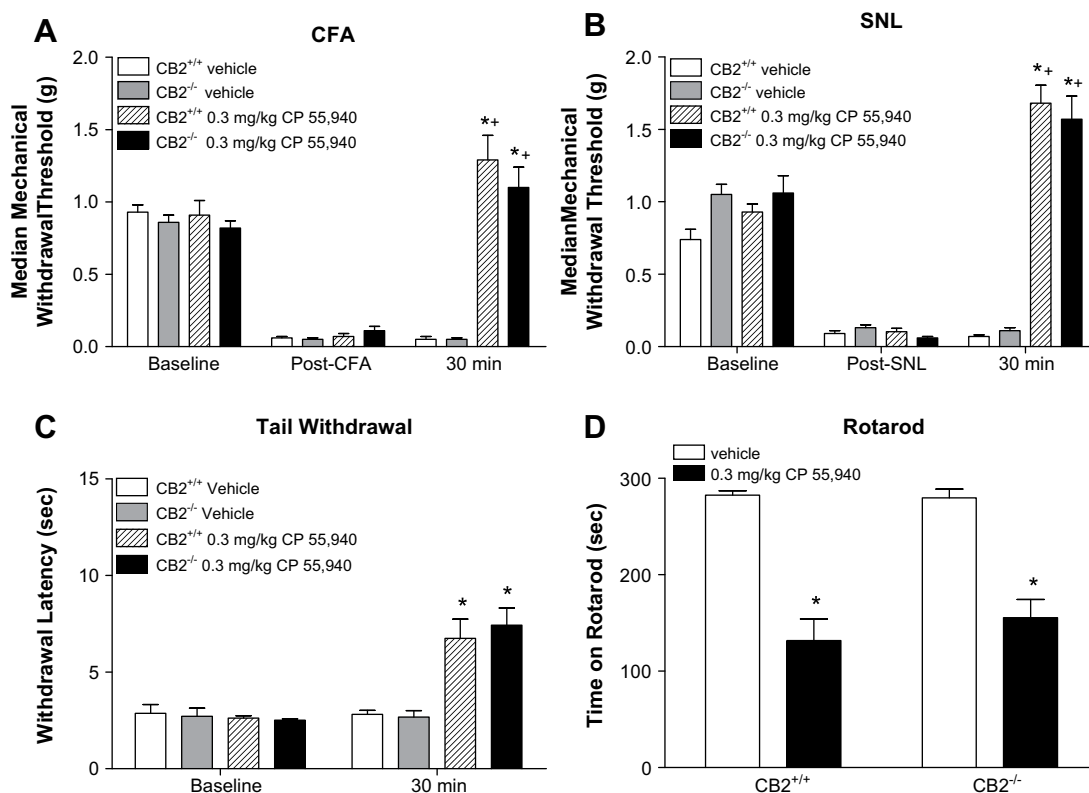 A
CFA
Median Mechanical
WithdrawalThreshold (g)
2.0
1.5
1.0
0.5
0.0
CB2+/+ vehicle
CB2-/- vehicle
CB2+/+ 0.3 mg/kg CP 55,940
CB2-/- 0.3 mg/kg CP 55,940
*+
*+
Baseline
Post-CFA
30 min
B
SNL
MedianMechanical
Withdrawal Threshold (g)
2.0
1.5
1.0
0.5
0.0
CB2+/+ vehicle
CB2-/- vehicle
CB2+/+ 0.3 mg/kg CP 55,940
CB2-/- 0.3 mg/kg CP 55,940
*+
*+
Baseline
Post-SNL
30 min
C
Tail Withdrawal
Withdrawal Latency (sec)
15
10
5
0
CB2+/+ Vehicle
CB2-/- Vehicle
CB2+/+ 0.3 mg/kg CP 55,940
CB2-/- 0.3 mg/kg CP 55,940
*
*
Baseline
30 min
D
Rotarod
Time on Rotarod (sec)
300
200
100
0
vehicle
0.3 mg/kg CP 55,940
*
*
CB2+/+
CB2-/-